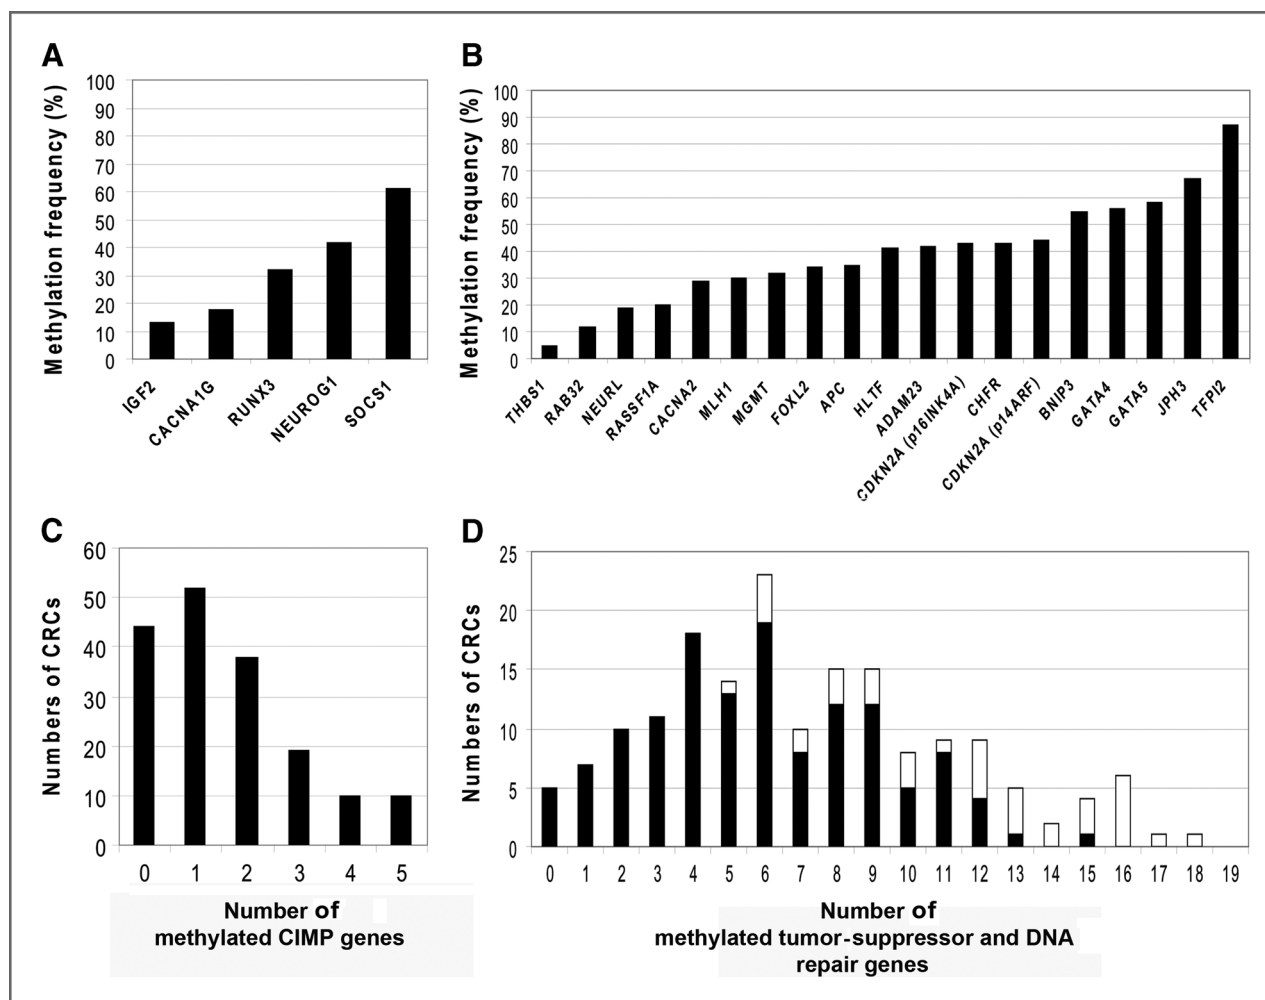 A
Methylation frequency (%)
100
90
80
70
60
50
40
30
20
10
0
IGF2
CACNA1G
RUNX3
NEUROG1
SOCS1
B
Methylation frequency (%)
100
90
80
70
60
50
40
30
20
10
0
THBS1
RAB32
NEURL
RASSF1A
CACNA2
MLH1
MGMT
FOXL2
APC
HLTF
ADAM23
CDKN2A (p16INK4A)
CHFR
CDKN2A (p14ARF)
BNIP3
GATA4
GATA5
JPH3
TFPI2
C
Numbers of CRCs
60
50
40
30
20
10
0
0 1 2 3 4 5
Number of
methylated CIMP genes
D
Numbers of CRCs
25
20
15
10
5
0
0 1 2 3 4 5 6 7 8 9 10 11 12 13 14 15 16 17 18 19
Number of
methylated tumor-suppressor and DNA
repair genes